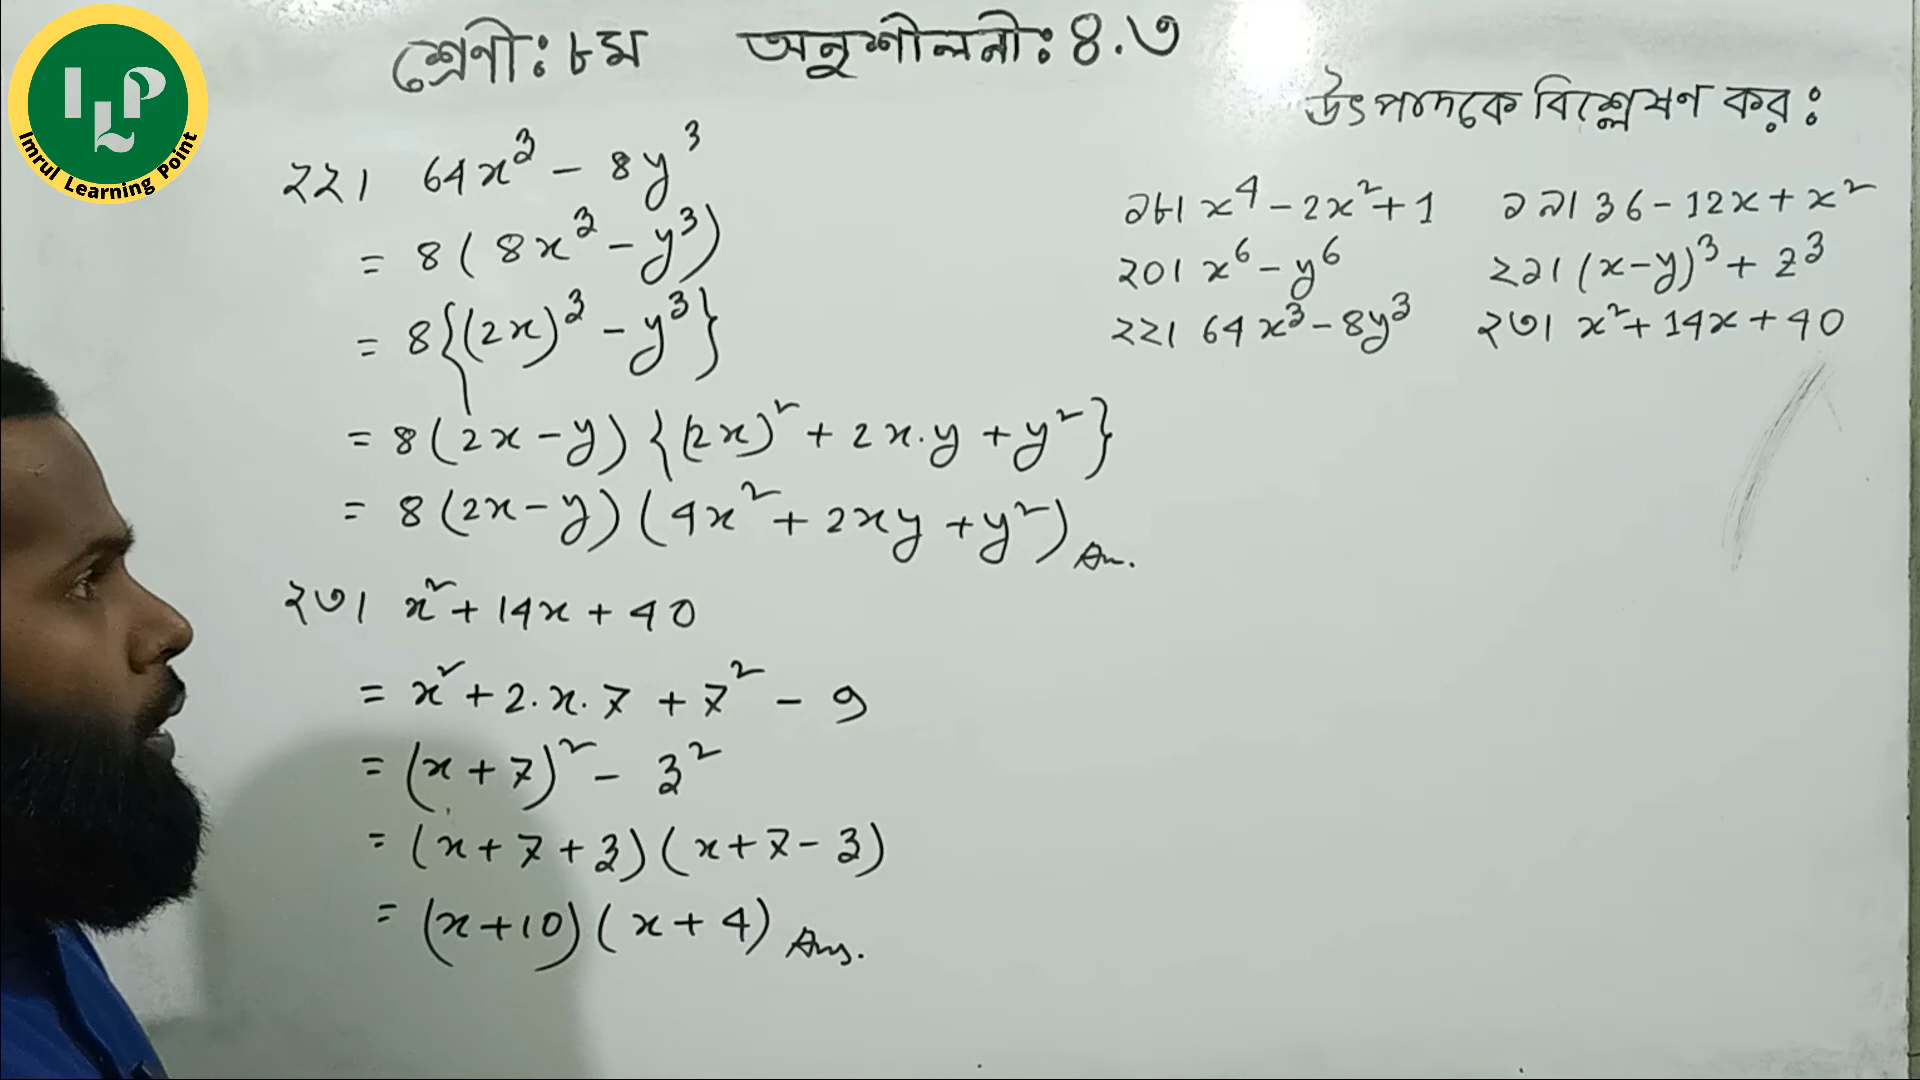 ILP
Imrul Learning Point
শ্রেণী: ৮ম অনুশীলনী: ৪.৩
উৎপাদকে বিশ্লেষণ কর:
১৮। x⁴ - 2x² + 1 ১৯। 36 - 12x + x²
২০। x⁶ - y⁶ ২১। (x - y)³ + z³
২২। 64x³ - 8y³ ২৩। x² + 14x + 40
২২। 64x³ - 8y³
= 8(8x³ - y³)
= 8{(2x)³ - y³}
= 8(2x - y){(2x)² + 2x.y + y²}
= 8(2x - y)(4x² + 2xy + y²) An.
২৩। x² + 14x + 40
= x² + 2.x.7 + 7² - 9
= (x + 7)² - 3²
= (x + 7 + 3)(x + 7 - 3)
= (x + 10)(x + 4) Ans.